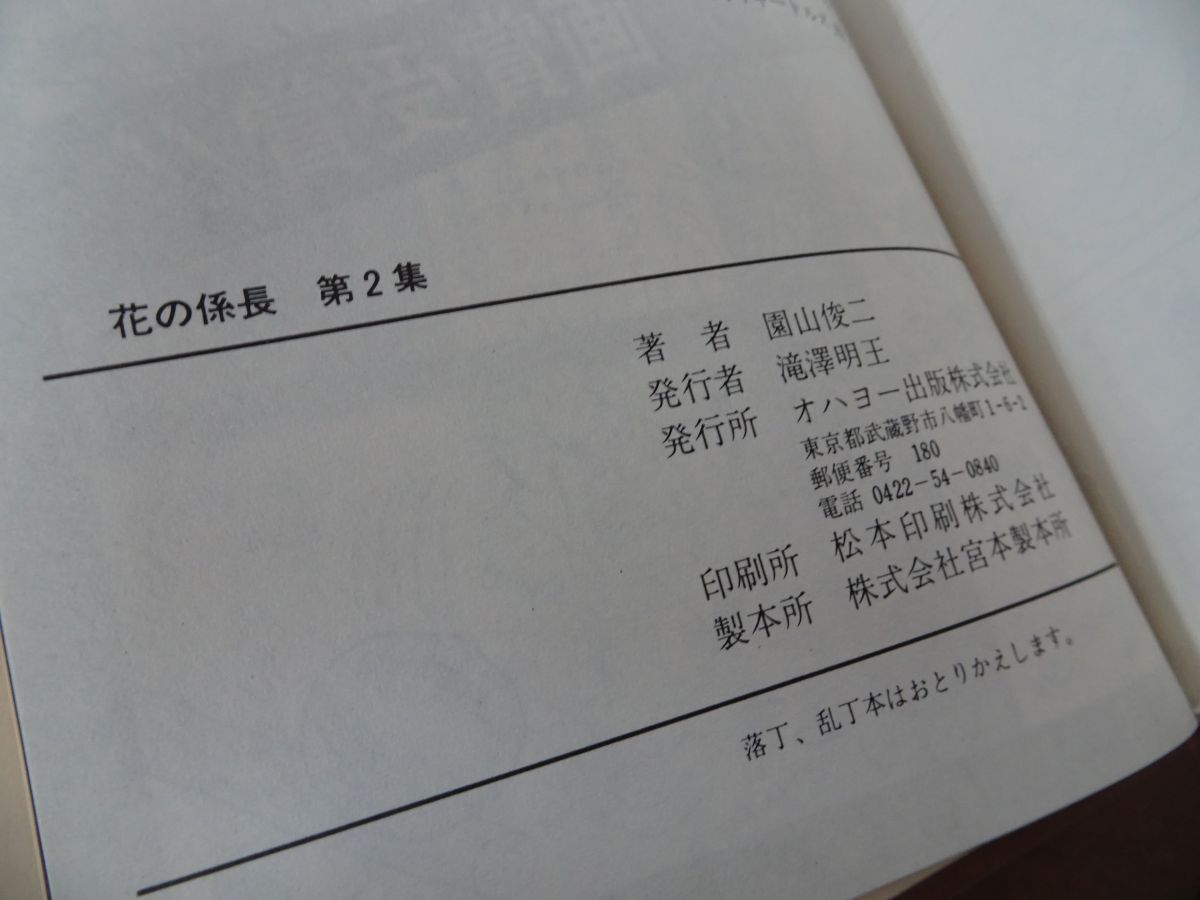 花の係長 第2集
著者 園山俊二
発行者 滝澤明王
発行所 オハヨー出版株式会社
東京都武蔵野市八幡町1-6-1
郵便番号 180
電話 0422-54-0840
印刷所 松本印刷株式会社
製本所 株式会社宮本製本所
落丁、乱丁本はおとりかえします。